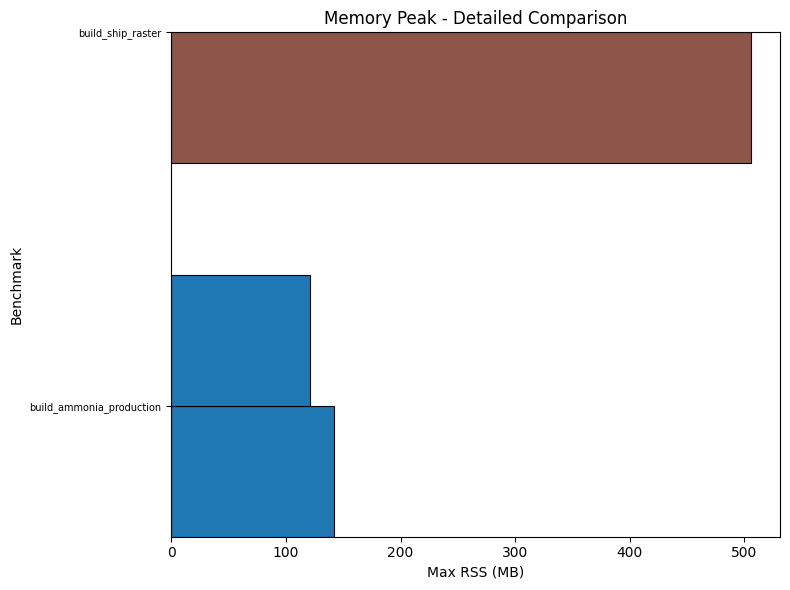 Memory Peak - Detailed Comparison
build_ship_raster
Benchmark
build_ammonia_production
0 100 200 300 400 500
Max RSS (MB)